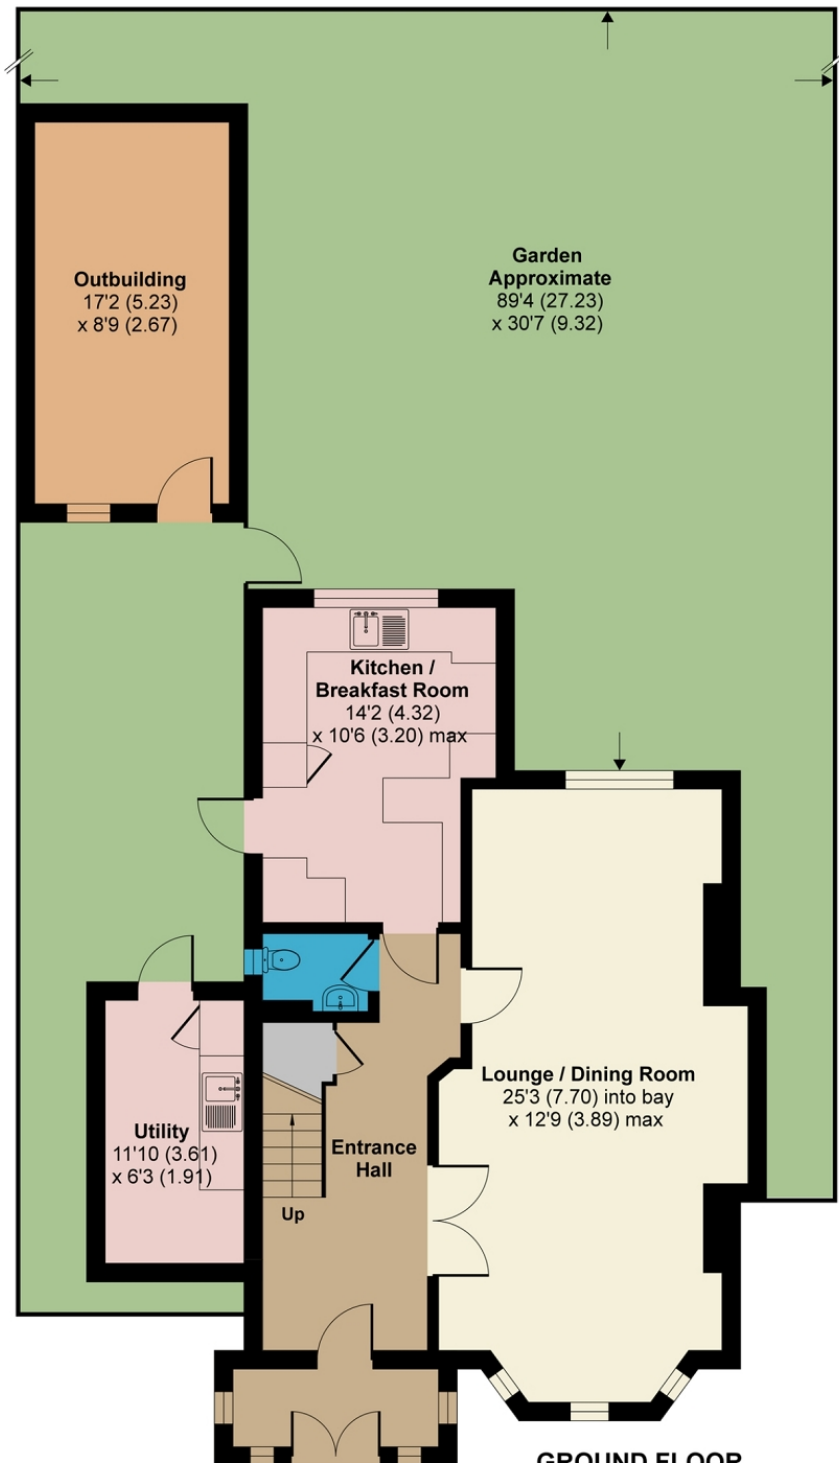 Outbuilding
17'2 (5.23)
x 8'9 (2.67)
Garden
Approximate
89'4 (27.23)
x 30'7 (9.32)
Kitchen /
Breakfast Room
14'2 (4.32)
x 10'6 (3.20) max
Lounge / Dining Room
25'3 (7.70) into bay
x 12'9 (3.89) max
Utility
11'10 (3.61)
x 6'3 (1.91)
Entrance
Hall
Up
GROUND FLOOR